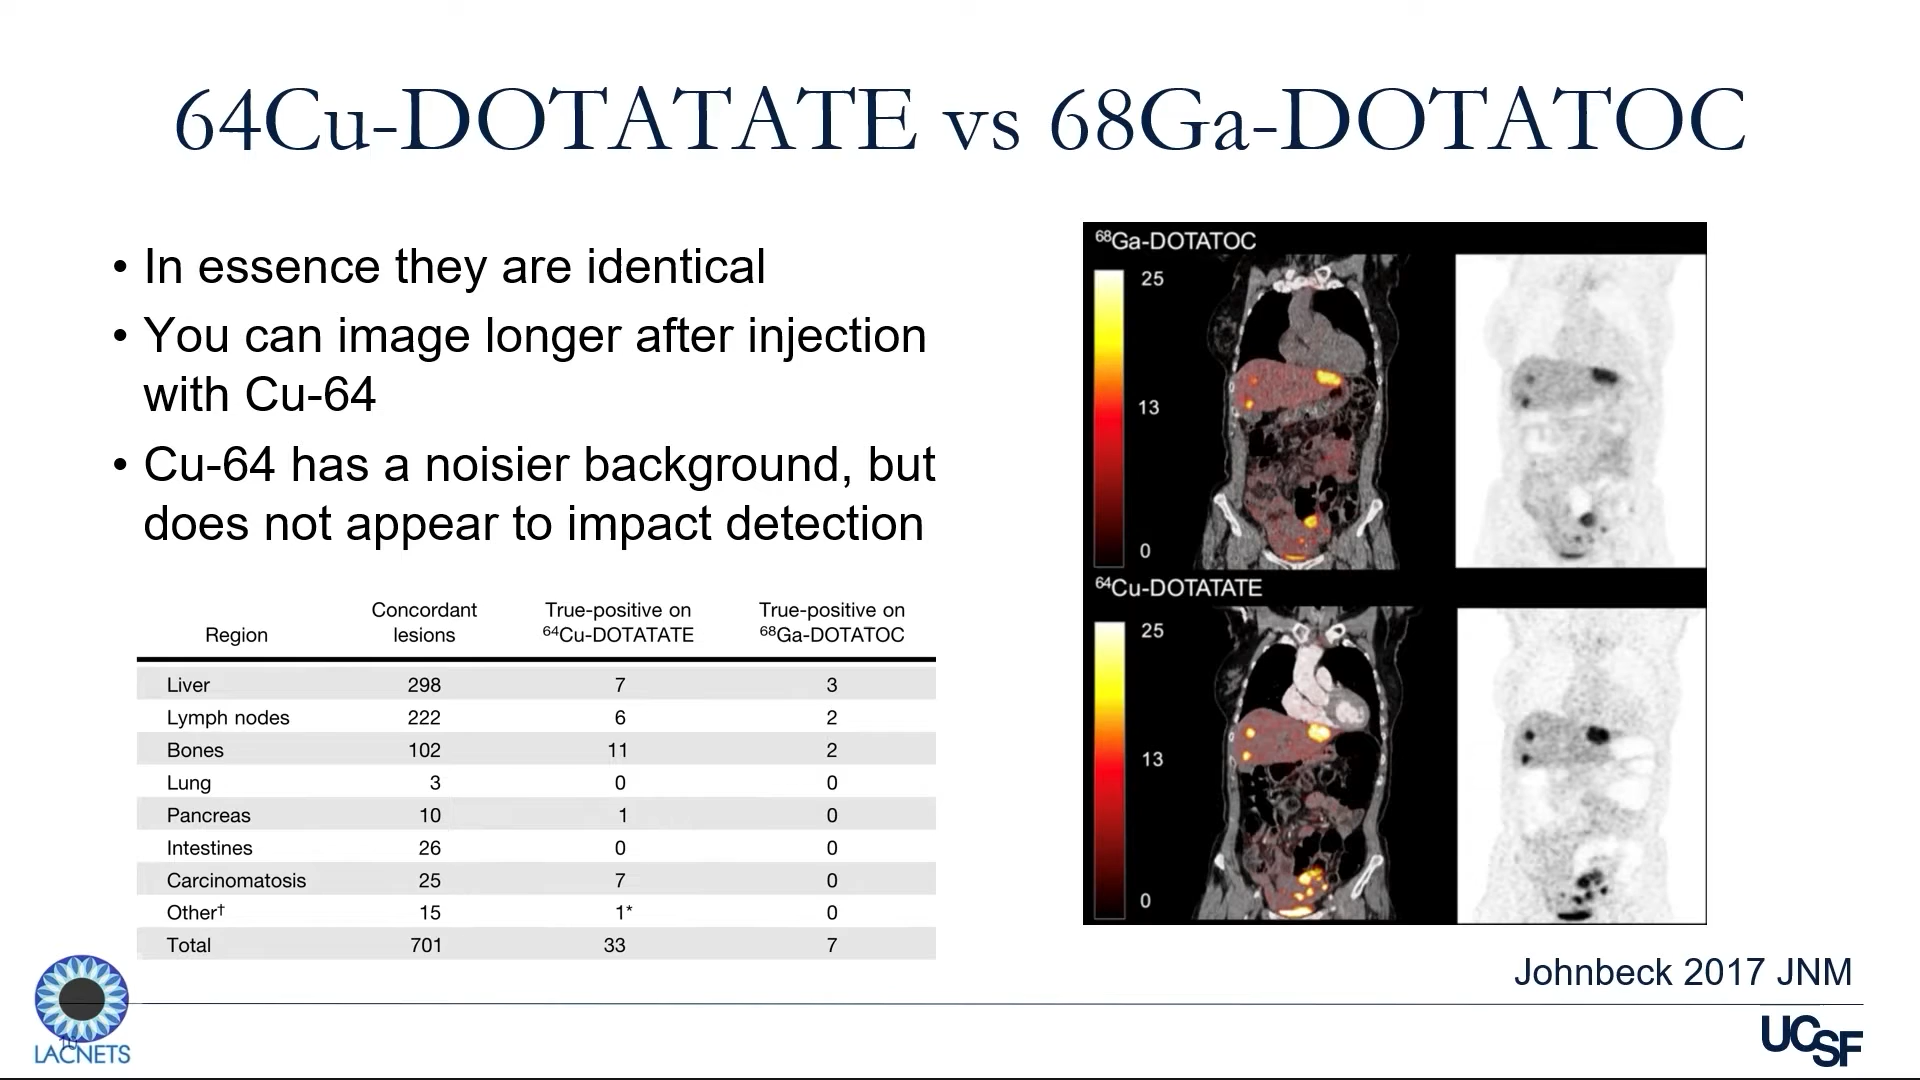 64Cu-DOTATATE vs 68Ga-DOTATOC
• In essence they are identical
• You can image longer after injection
with Cu-64
• Cu-64 has a noisier background, but
does not appear to impact detection
Region Concordant lesions True-positive on ⁶⁴Cu-DOTATATE True-positive on ⁶⁸Ga-DOTATOC
Liver 298 7 3
Lymph nodes 222 6 2
Bones 102 11 2
Lung 3 0 0
Pancreas 10 1 0
Intestines 26 0 0
Carcinomatosis 25 7 0
Other† 15 1* 0
Total 701 33 7
⁶⁸Ga-DOTATOC
25
13
0
⁶⁴Cu-DOTATATE
25
13
0
Johnbeck 2017 JNM
10
LACNETS
UCSF